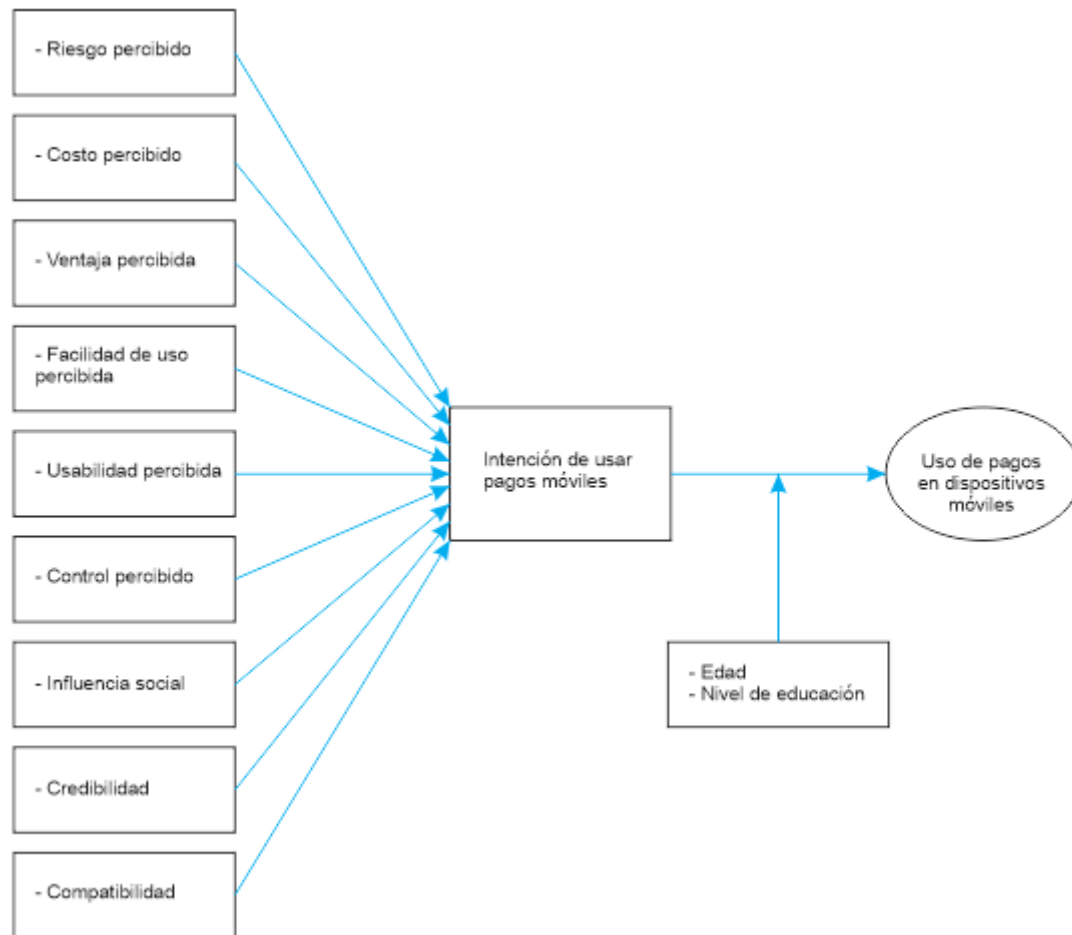 - Riesgo percibido
- Costo percibido
- Ventaja percibida
- Facilidad de uso
percibida
- Usabilidad percibida
- Control percibido
- Influencia social
- Credibilidad
- Compatibilidad
Intención de usar
pagos móviles
- Edad
- Nivel de educación
Uso de pagos
en dispositivos
móviles